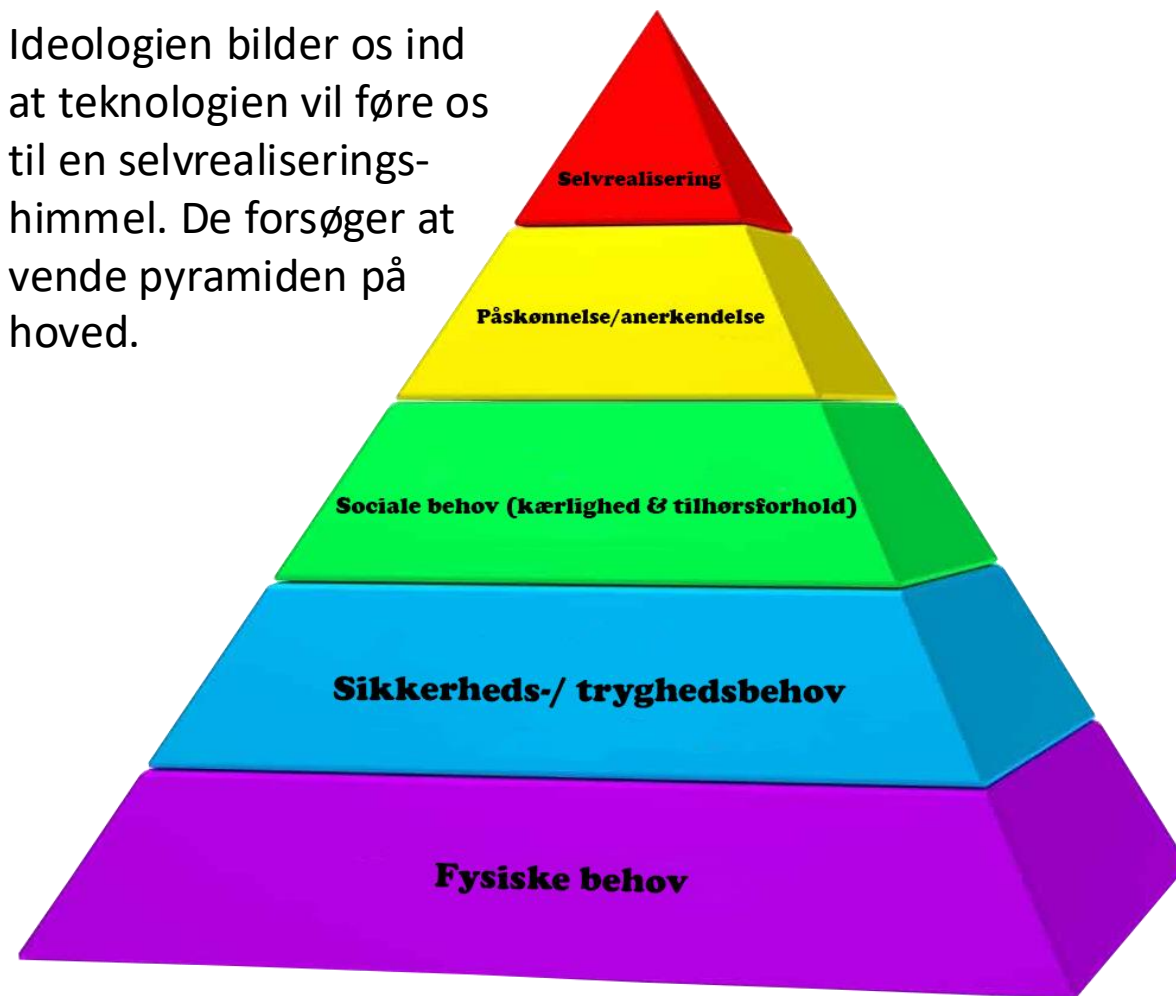 Ideologien bilder os ind
at teknologien vil føre os
til en selvrealiserings-
himmel. De forsøger at
vende pyramiden på
hoved.
Selvrealisering
Påskønnelse/anerkendelse
Sociale behov (kærlighed & tilhørsforhold)
Sikkerheds-/ tryghedsbehov
Fysiske behov